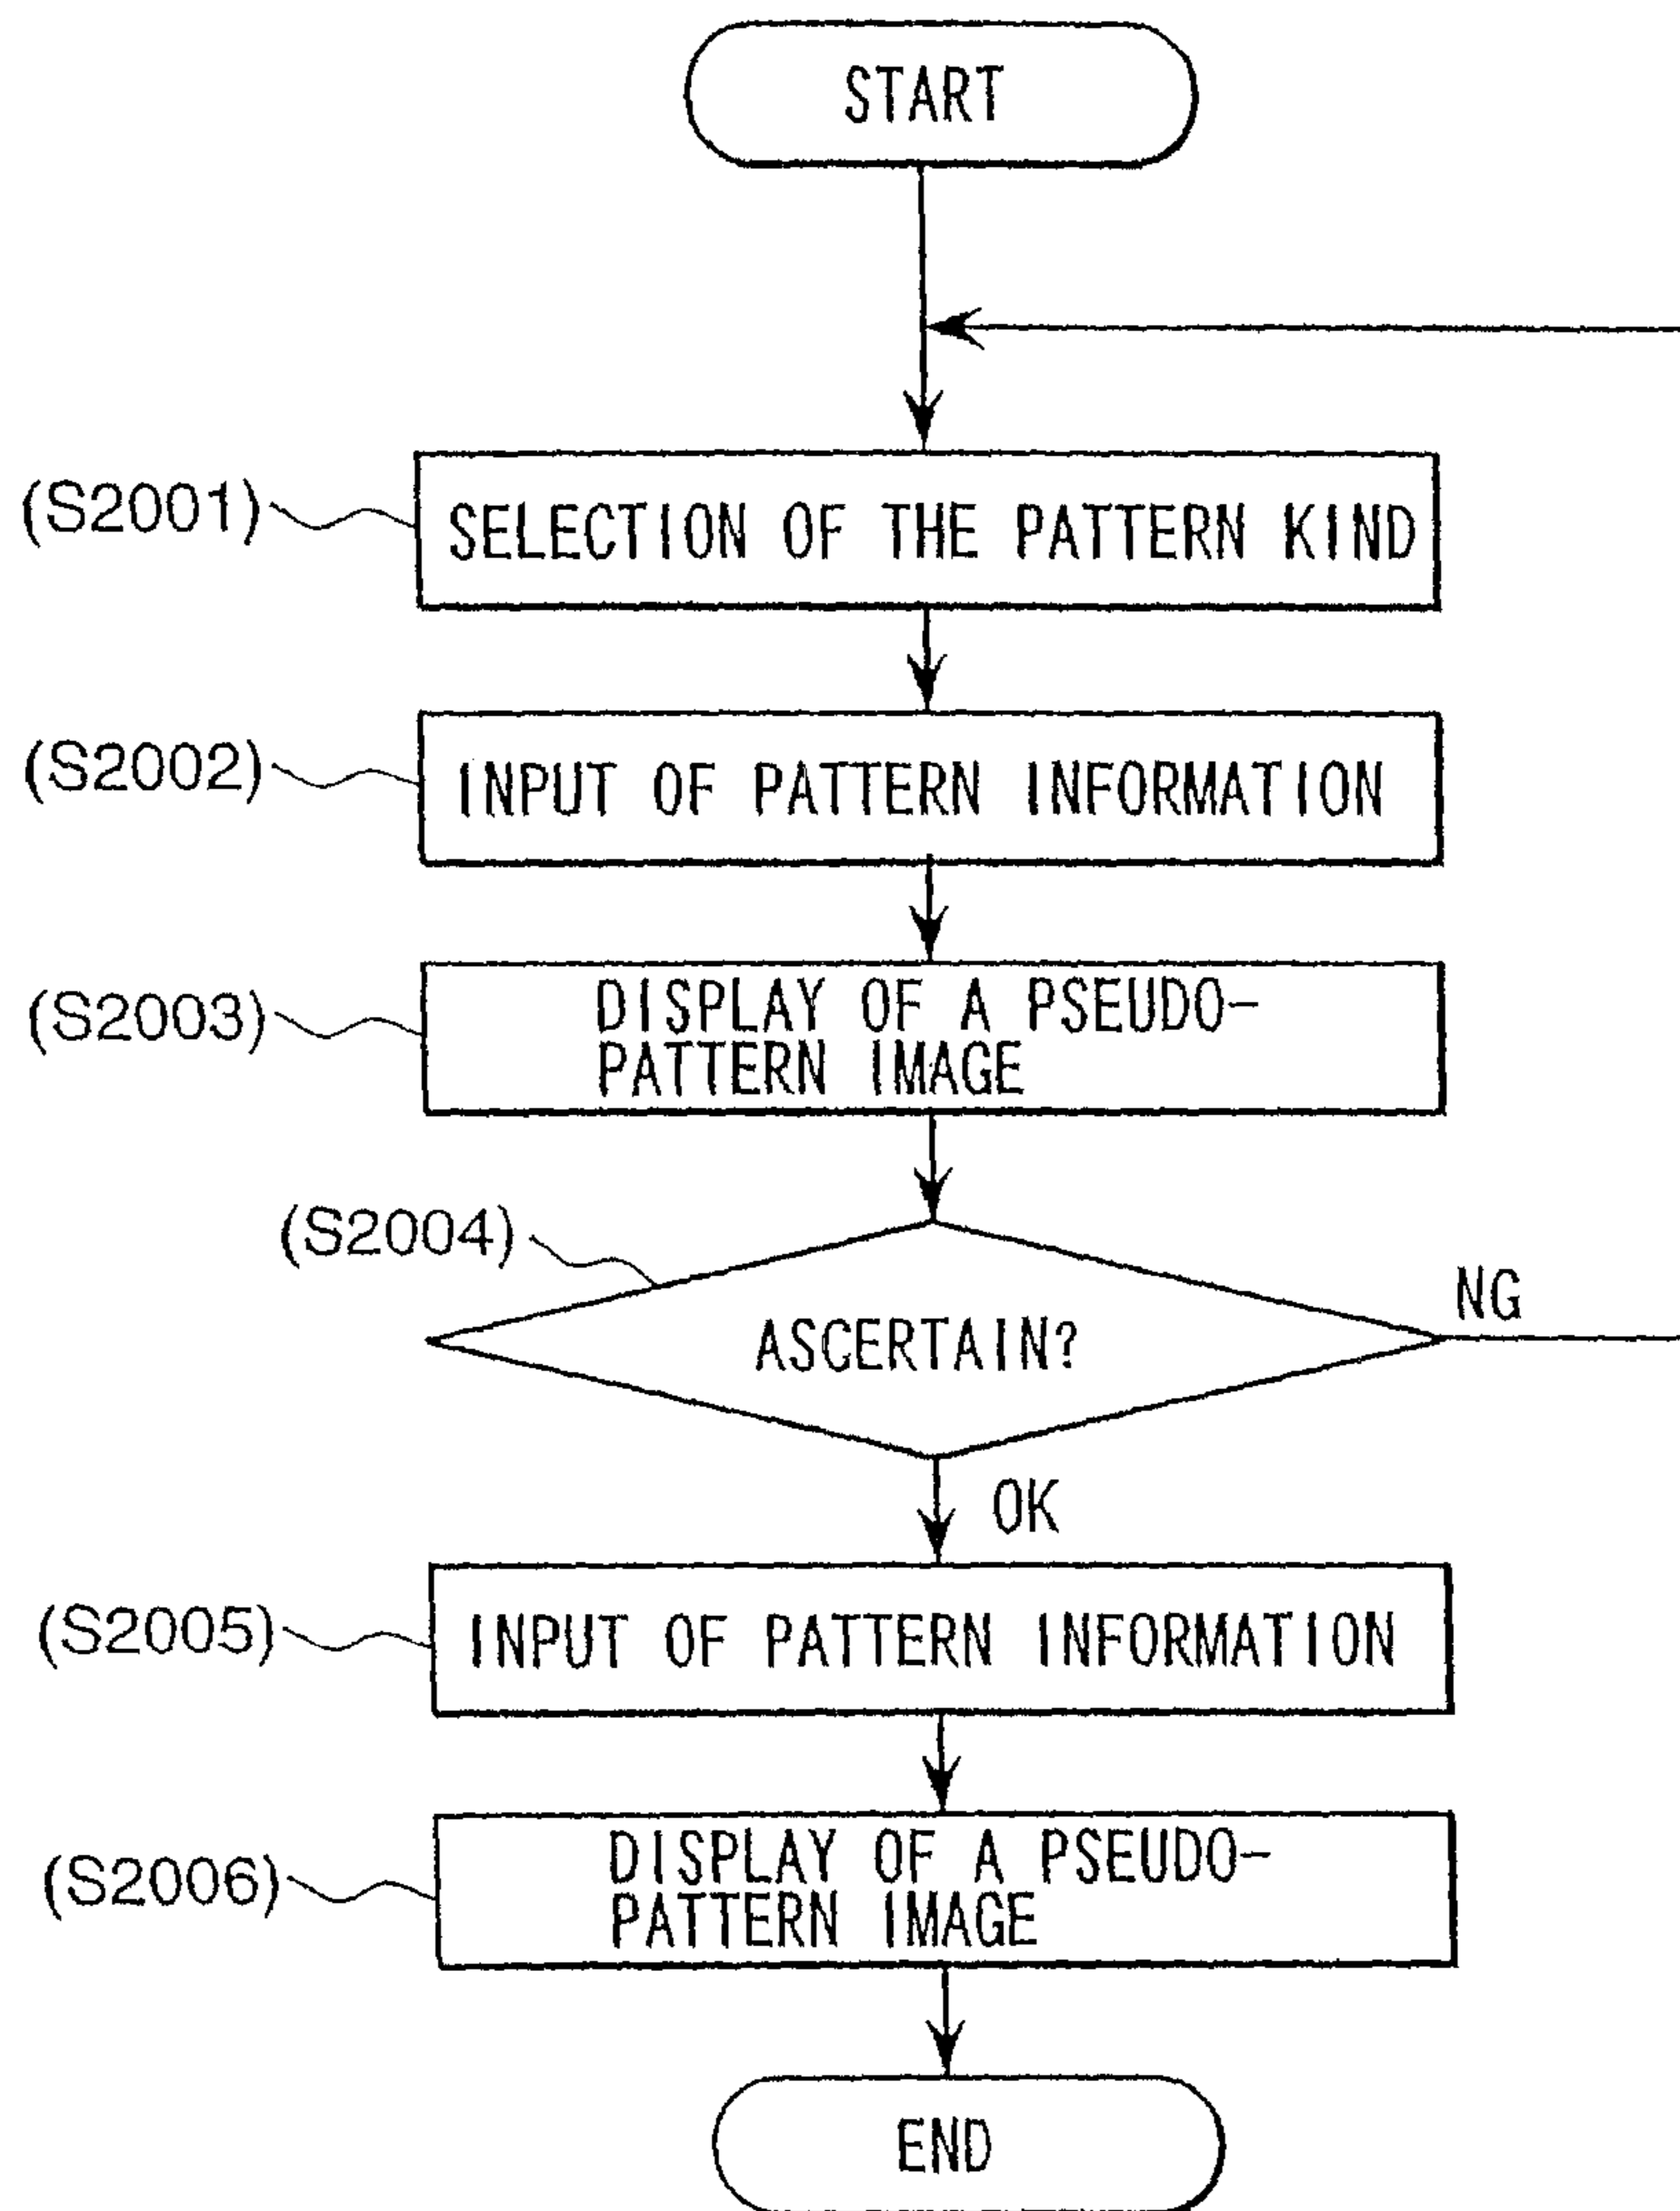 START
(S2001)
SELECTION OF THE PATTERN KIND
(S2002)
INPUT OF PATTERN INFORMATION
(S2003)
DISPLAY OF A PSEUDO-
PATTERN IMAGE
(S2004)
ASCERTAIN?
NG
OK
(S2005)
INPUT OF PATTERN INFORMATION
(S2006)
DISPLAY OF A PSEUDO-
PATTERN IMAGE
END